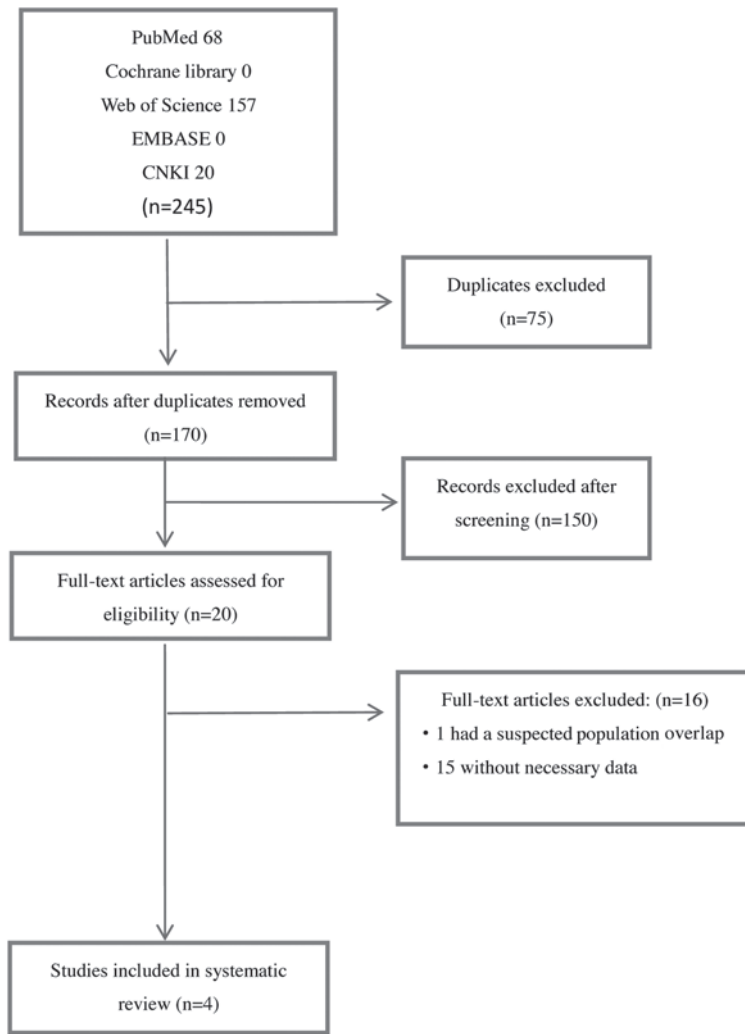 PubMed 68
Cochrane library 0
Web of Science 157
EMBASE 0
CNKI 20
(n=245)
Duplicates excluded
(n=75)
Records after duplicates removed
(n=170)
Records excluded after
screening (n=150)
Full-text articles assessed for
eligibility (n=20)
Full-text articles excluded: (n=16)
• 1 had a suspected population overlap
• 15 without necessary data
Studies included in systematic
review (n=4)